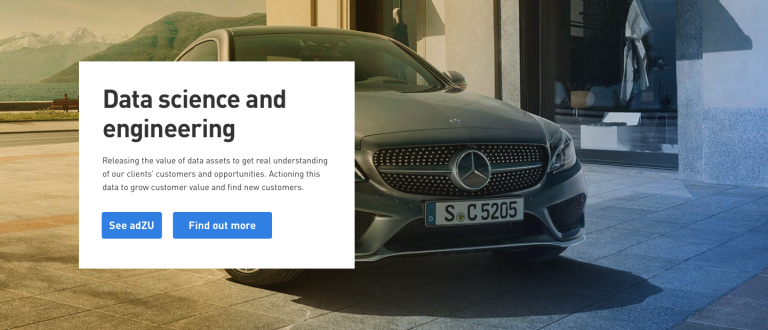 Data science and
engineering
Releasing the value of data assets to get real understanding
of our clients' customers and opportunities. Actioning this
data to grow customer value and find new customers.
See adZU
Find out more
S C 5205